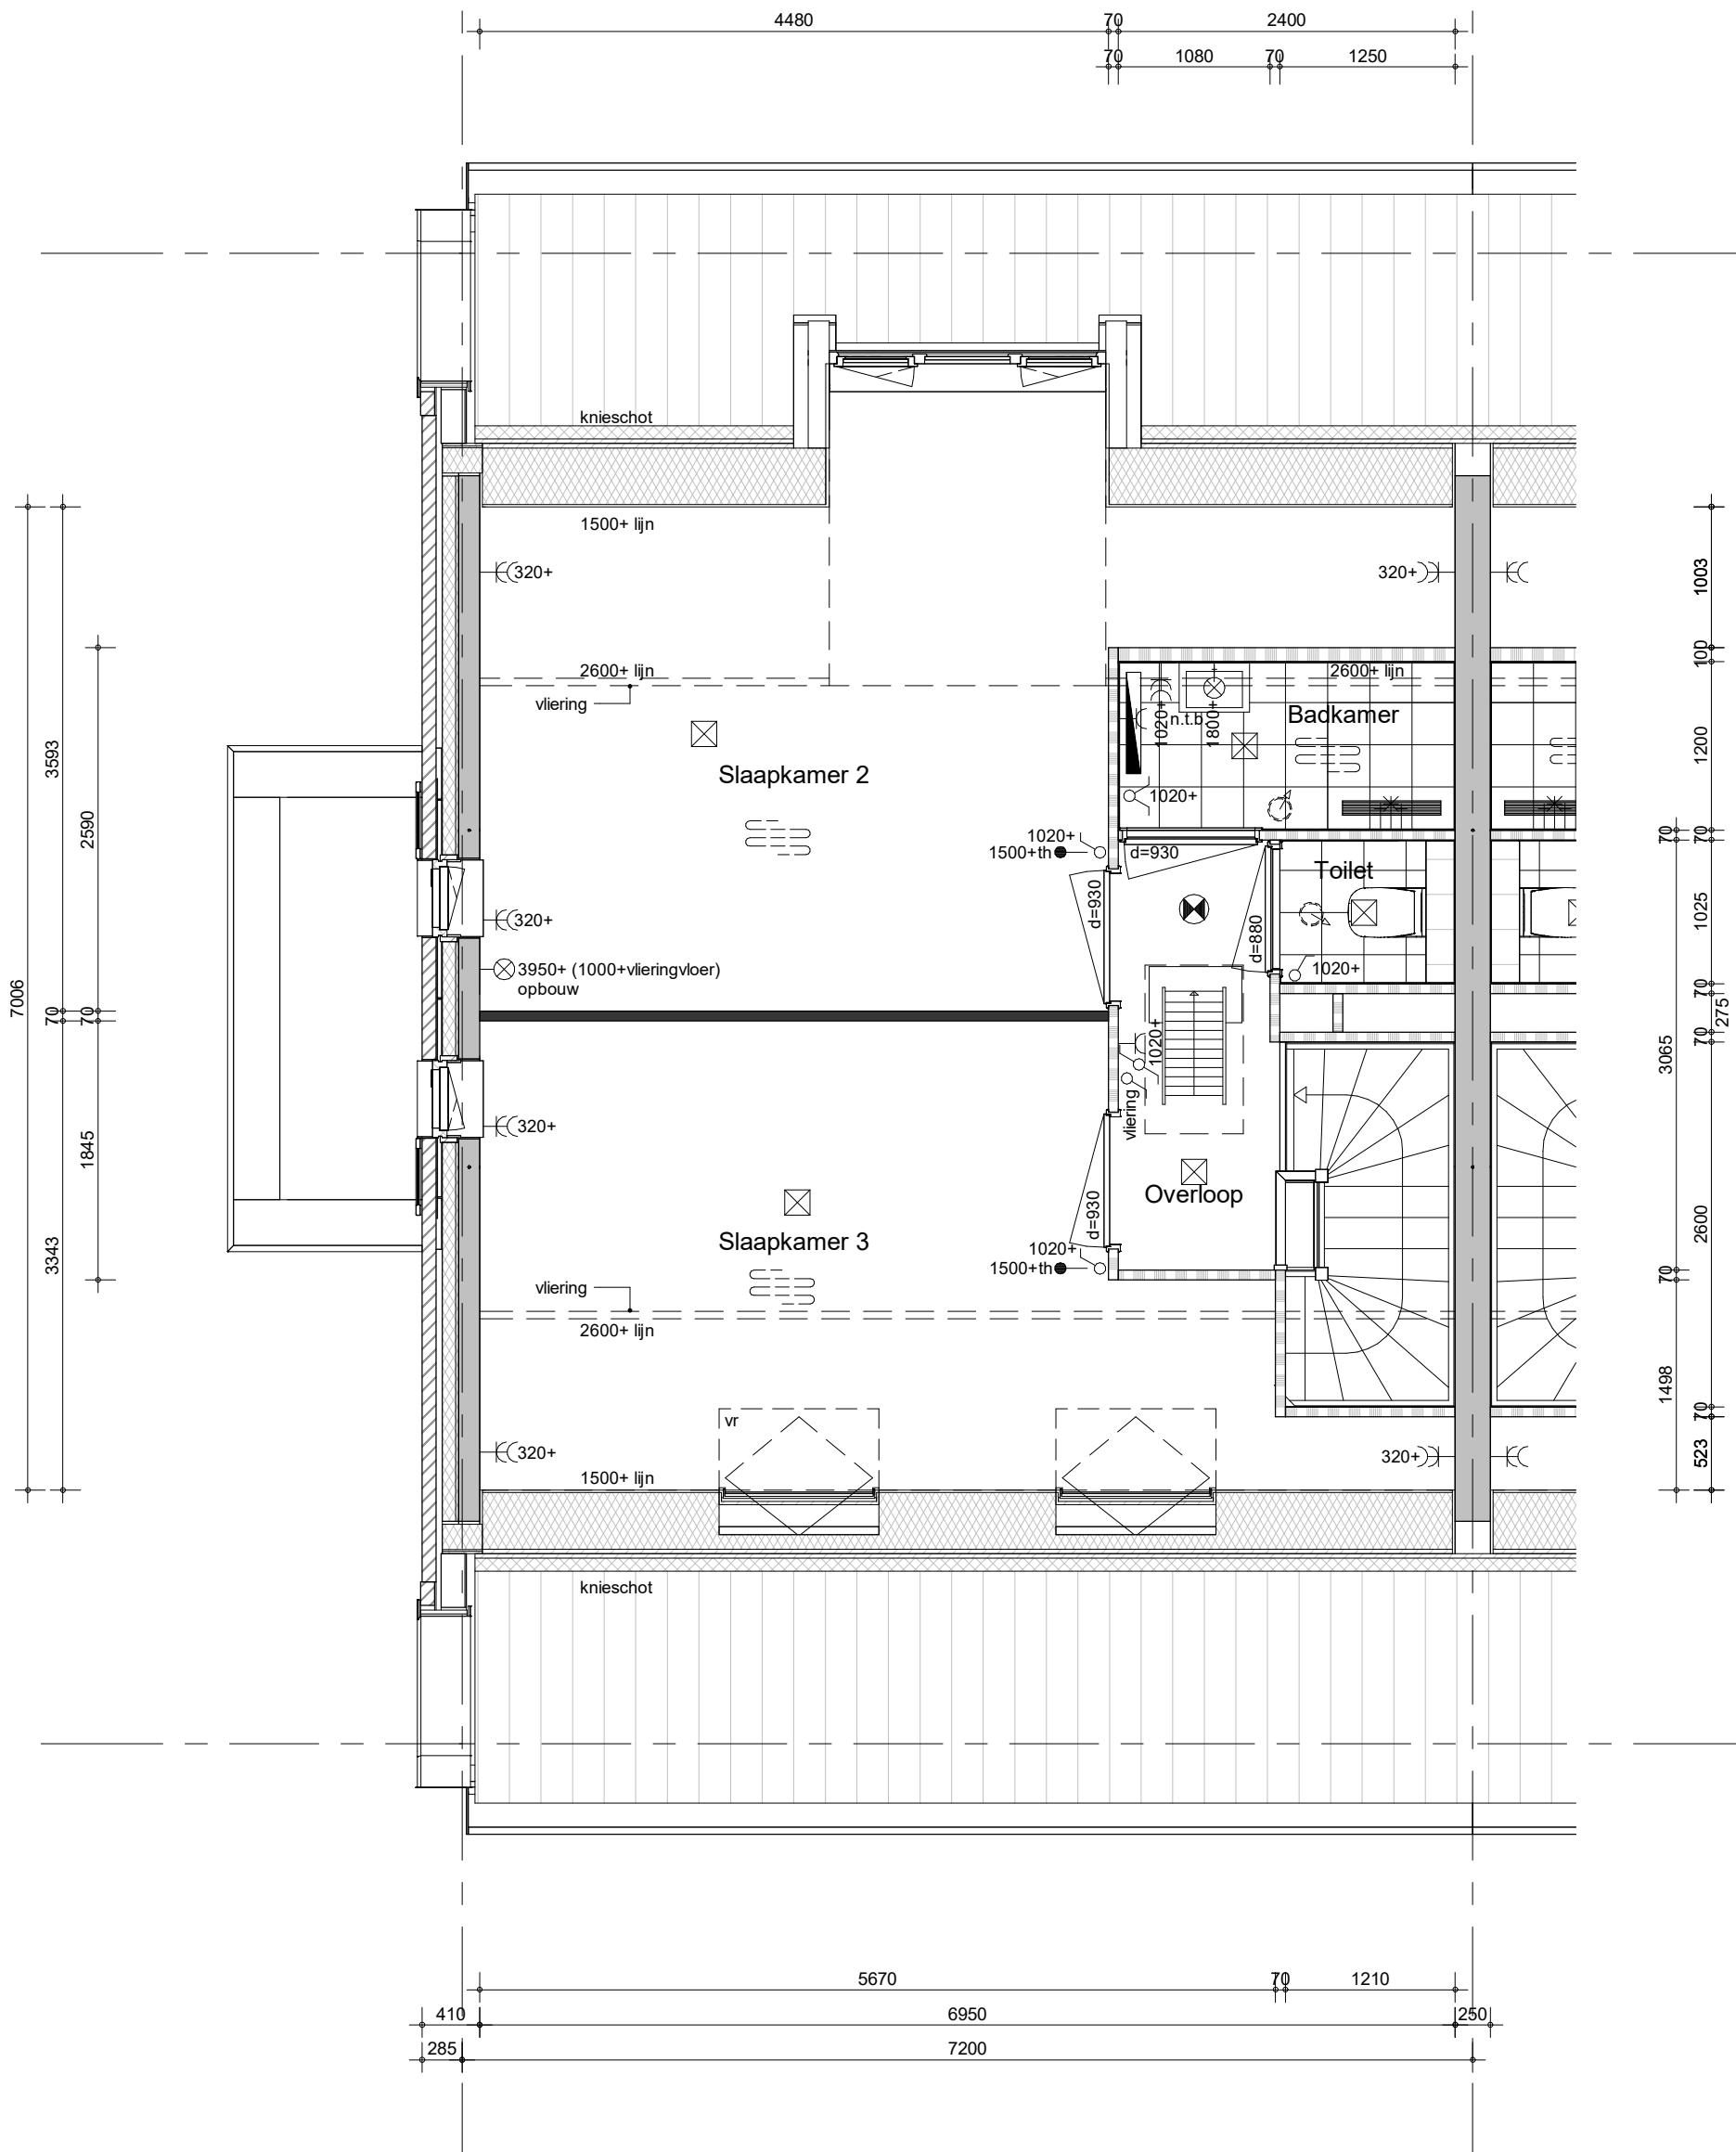 4480
70
2400
70
1080
70
1250
knieschot
1500+ lijn
320+
320+
1003
100
2600+ lijn
2600+ lijn
vliering
1020+
n.t.b
1800+
Badkamer
1200
3593
2590
Slaapkamer 2
1020+
1020+
1500+th
d=930
70
70
Toilet
d=930
d=880
1025
320+
3950+ (1000+vlieringvloer)
opbouw
1020+
70
275
7006
70
70
70
1020+
3065
vliering
320+
1845
3343
d=930
Overloop
2600
Slaapkamer 3
1020+
1500+th
70
vliering
2600+ lijn
1498
vr
70
320+
320+
523
1500+ lijn
knieschot
5670
70
1210
410
6950
250
285
7200